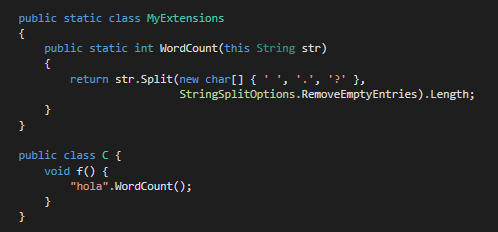 public static class MyExtensions
{
    public static int WordCount(this String str)
    {
        return str.Split(new char[] { ' ', '.', '?' },
                         StringSplitOptions.RemoveEmptyEntries).Length;
    }
}

public class C {
    void f() {
        "hola".WordCount();
    }
}